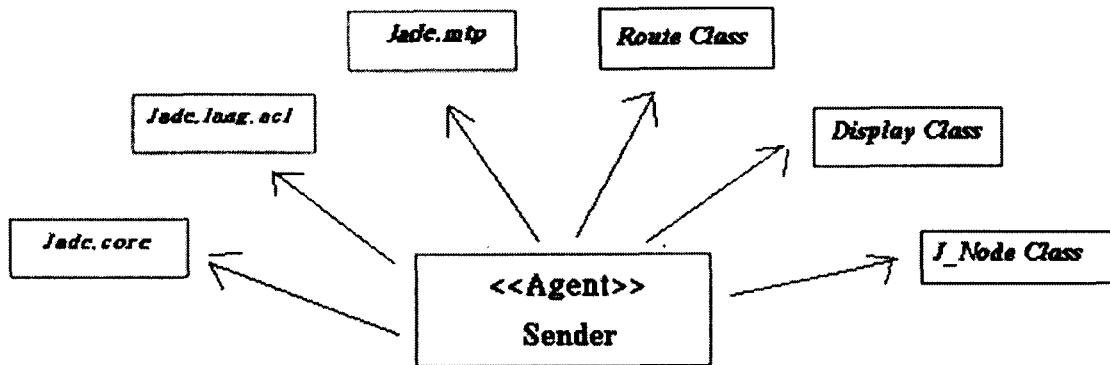 Jade.mtp
Route Class
Jade.lang.acl
Display Class
Jade.core
J_Node Class
<<Agent>>
Sender